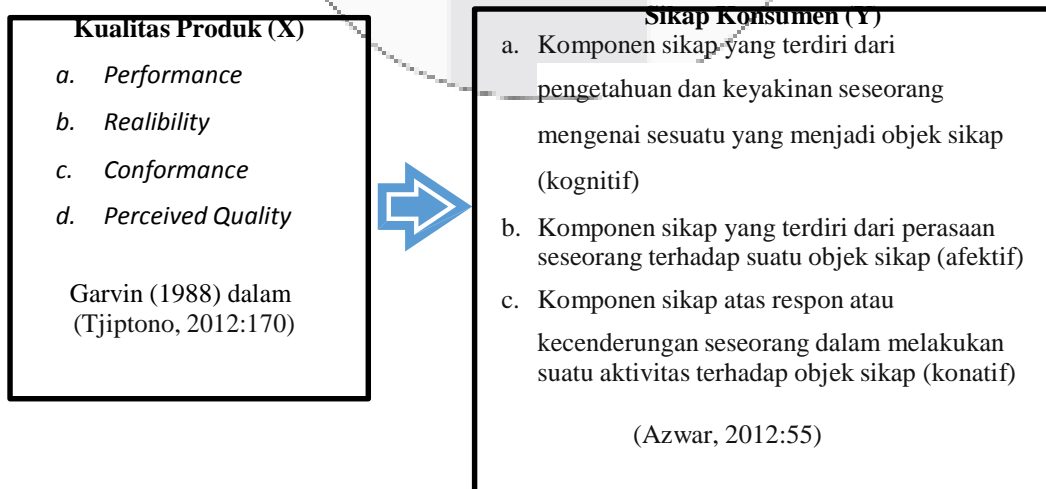 Kualitas Produk (X)
a. Performance
b. Realibility
c. Conformance
d. Perceived Quality
Garvin (1988) dalam
(Tjiptono, 2012:170)
Sikap Konsumen (Y)
a. Komponen sikap yang terdiri dari
pengetahuan dan keyakinan seseorang
mengenai sesuatu yang menjadi objek sikap
(kognitif)
b. Komponen sikap yang terdiri dari perasaan
seseorang terhadap suatu objek sikap (afektif)
c. Komponen sikap atas respon atau
kecenderungan seseorang dalam melakukan
suatu aktivitas terhadap objek sikap (konatif)
(Azwar, 2012:55)